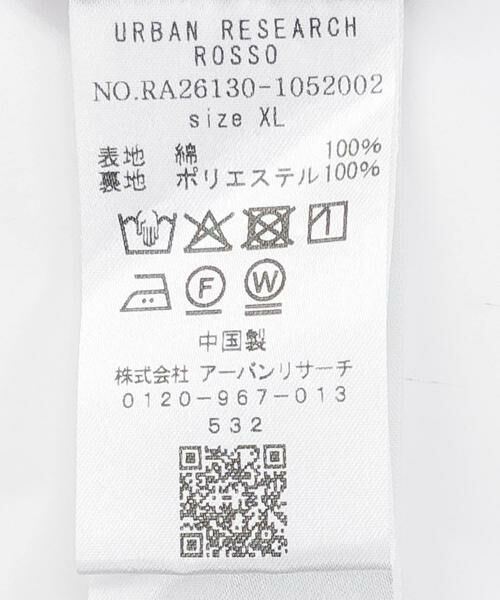 URBAN RESEARCH
ROSSO
NO.RA26130-1052002
size XL
表地 綿 100%
裏地 ポリエステル100%
F W
中国製
株式会社 アーバンリサーチ
0120-967-013
532